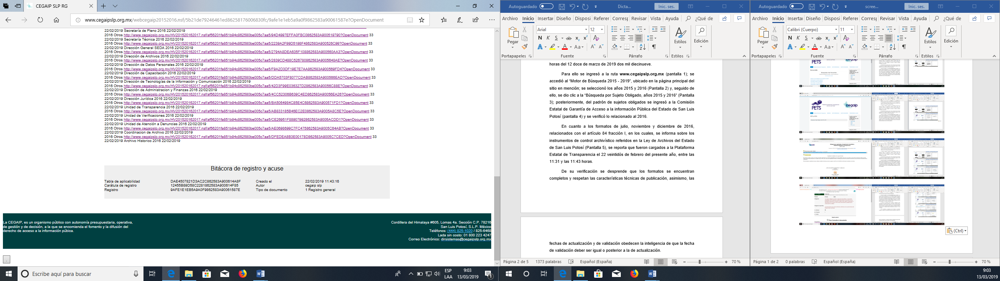 CEGAIP SLP RG
www.cegaipslp.org.mx/webcegaip20152016.nsf/5b21de79246461ed86258176006830fc/9afe1e1eb5a9a0f9862583a90061587e?OpenDocument
22/02/2019 Secretaría de Pleno 2016 22/02/2019
2016 Otros http://www.cegaipslp.org.mx/HV201520162017.nsf/af56201fa851b94c862580be005c7aa5/94D4997EFFA0FBC0862583A900519790?OpenDocument 33
22/02/2019 Secretaría Técnica 2016 22/02/2019
2016 Otros http://www.cegaipslp.org.mx/HV201520162017.nsf/af56201fa851b94c862580be005c7aa5/2239A2F99D5198F4862583A900526C99?OpenDocument 33
22/02/2019 Dirección General SEDA 2016 22/02/2019
2016 Otros http://www.cegaipslp.org.mx/HV201520162017.nsf/af56201fa851b94c862580be005c7aa5/2794A8DEA635F108862583A900560AA3?OpenDocument 33
22/02/2019 Dirección de Archivos 2016 22/02/2019
2016 Otros http://www.cegaipslp.org.mx/HV201520162017.nsf/af56201fa851b94c862580be005c7aa5/2839CD488C526780862583A9005648AE?OpenDocument 33
22/02/2019 Dirección de Datos Personales 2016 22/02/2019
2016 Otros http://www.cegaipslp.org.mx/HV201520162017.nsf/af56201fa851b94c862580be005c7aa5/F9A2D3DF19E7E7AA862583A900569FD4?OpenDocument 33
22/02/2019 Dirección de Capacitación 2016 22/02/2019
2016 Otros http://www.cegaipslp.org.mx/HV201520162017.nsf/af56201fa851b94c862580be005c7aa5/DDA5703F8077CDAB862583A900566EAD?OpenDocument 33
22/02/2019 Dirección de Tecnologías de la Información y Comunicación 2016 22/02/2019
2016 Otros http://www.cegaipslp.org.mx/HV201520162017.nsf/af56201fa851b94c862580be005c7aa5/42D3F99E036327D2862583A90056C88E?OpenDocument 33
22/02/2019 Dirección de Administracion y Finanzas 2016 22/02/2019
2016 Otros http://www.cegaipslp.org.mx/HV201520162017.nsf/af56201fa851b94c862580be005c7aa5/4CC52306B639C4ED862583A90056EA26?OpenDocument 33
22/02/2019 Dirección Jurídica 2016 22/02/2019
2016 Otros http://www.cegaipslp.org.mx/HV201520162017.nsf/af56201fa851b94c862580be005c7aa5/BA5064984C85E4C6862583A900571FD1?OpenDocument 33
22/02/2019 Unidad de Transparencia 2016 22/02/2019
2016 Otros http://www.cegaipslp.org.mx/HV201520162017.nsf/af56201fa851b94c862580be005c7aa5/AB833185B46EC2E0862583A9005A8C5E?OpenDocument 33
22/02/2019 Unidad de Verificaciones 2016 22/02/2019
2016 Otros http://www.cegaipslp.org.mx/HV201520162017.nsf/af56201fa851b94c862580be005c7aa5/CE26951F88907992862583A9005ACDD1?OpenDocument 33
22/02/2019 Unidad de Atención a Denuncias 2016 22/02/2019
2016 Otros http://www.cegaipslp.org.mx/HV201520162017.nsf/af56201fa851b94c862580be005c7aa5/AE0698699C7FC475862583A9005C64AB?OpenDocument 33
22/02/2019 Coordinacion de Archivo 2016 22/02/2019
2016 Otros http://www.cegaipslp.org.mx/HV201520162017.nsf/af56201fa851b94c862580be005c7aa5/DFEDEA8B3E00178D862583A9005C7CED?OpenDocument 33
22/02/2019 Archivo Historico 2016 22/02/2019
Bitácora de registro y acuse
Tabla de aplicabilidad DAE4507821D3AC2C862583A900614A8F Creado el 22/02/2019 11:43:16
Carátula de registro 12455B89D58C2281862583A900614F85 Autor cegaip slp
Registro 9AFE1E1EB5A9A0F9862583A90061587E Tipo de documento 1 Registro general
La CEGAIP, es un organismo público con autonomía presupuestaria, operativa,
de gestión y de decisión, a la que se encomienda el fomento y la difusión del
derecho de acceso a la información púbica.
Cordillera del Himalaya #605, Lomas 4a. Sección C.P. 78216
San Luis Potosí, S.L.P. México
Teléfonos: (444) 825-1020 / 825-6468
Lada sin costo: 01 800 223 4247
Correo Electrónico: dirsistemas@cegaipslp.org.mx
Escribe aquí para buscar
ESP
LAA
9:03
13/03/2019
1
Autoguardado Dicta... Inic. ses.
Archivo Inicio Insertar Diseño Disposi Referer Corresp Revisar Vista Ayuda ¿Qué de
Arial 12
Pegar N K S ab x₂ x² Estilos Edición
A A Aa A A
Portapapeles Fuente Párrafo Estilos
horas del 12 doce de marzo de 2019 dos mil diecinueve.
Para ello se ingresó a la ruta www.cegaipslp.org.mx (pantalla 1); se
accedió al “Motor de Búsqueda 2015 - 2019”, ubicado en la página principal del
sitio en mención; se seleccionó los años 2015 y 2016 (Pantalla 2) y, seguido de
ello, se dio clic a la “Búsqueda por Sujeto Obligado, años 2015 y 2016” (Pantalla
3); posteriormente, del padrón de sujetos obligados se ingresó a la Comisión
Estatal de Garantía de Acceso a la información Pública del Estado de San Luis
Potosí (pantalla 4) y se verificó lo relacionado al 2016.
En cuanto a los formatos de julio, noviembre y diciembre de 2016,
relacionados con el artículo 84 fracción I, en los cuales, se informa sobre los
instrumentos de control archivístico referidos en la Ley de Archivos del Estado
de San Luis Potosí (Pantalla 5), se reporta que fueron cargados a la Plataforma
Estatal de Transparencia el 22 veintidós de febrero del presente año, entre las
11:31 y las 11:43 horas.
De su verificación se desprende que los formatos se encuentran
completos y respetan las características técnicas de publicación, asimismo, las
fechas de actualización y de validación obedecen la inteligencia de que la fecha
de validación deber ser igual o posterior a la de actualización.
Página 2 de 5 1373 palabras Español (España) 70 %
Autoguardado scree... Inic. ses.
Archivo Inicio Insertar Diseño Disposi Referer Corresp Revisar Vista Ayuda ¿Qué de
Calibri (Cuerpo) 11
Pegar N K S ab x₂ x² Estilos Edición
A A Aa A A
Portapapeles Fuente Párrafo Estilos
PETS cegaip
PETS cegaip
(Ctrl)
Página 1 de 2 0 palabras Español (España) 70 %
9:03
13/03/2019